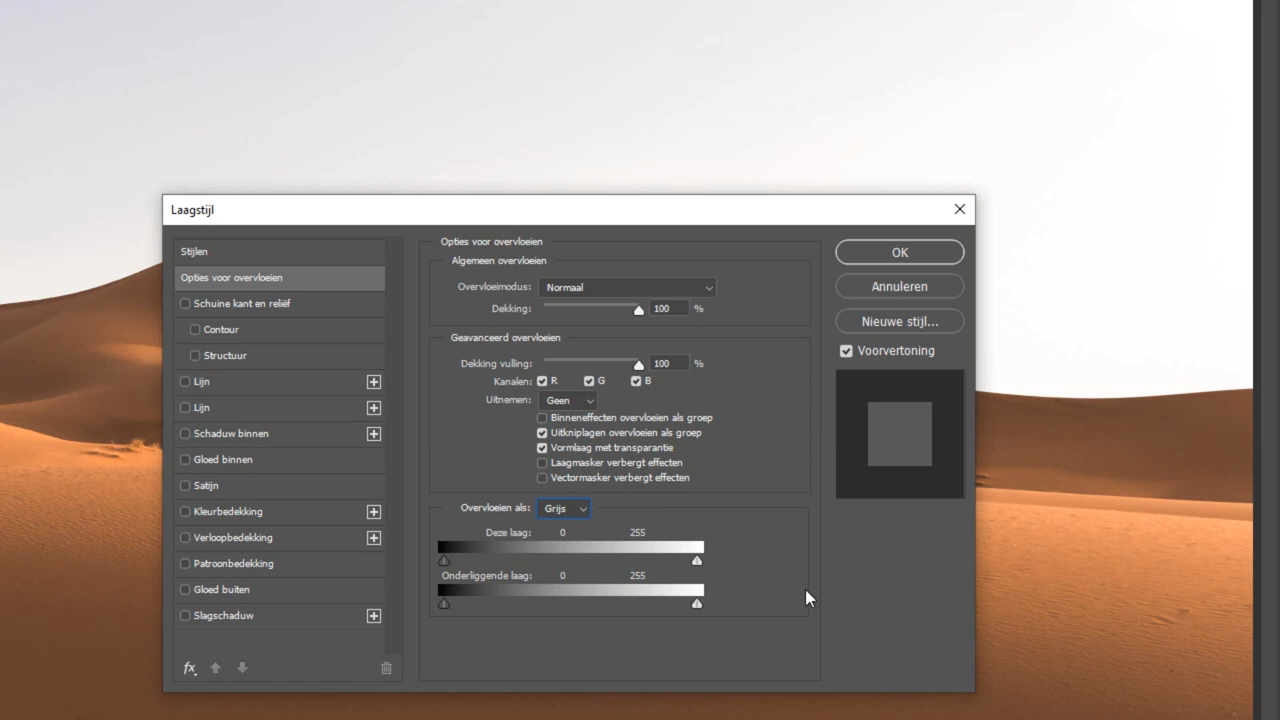 Laagstijl
Stijlen
Opties voor overvloeien
Schuine kant en reliëf
Contour
Structuur
Lijn
Lijn
Schaduw binnen
Gloed binnen
Satijn
Kleurbedekking
Verloopbedekking
Patroonbedekking
Gloed buiten
Slagschaduw
fx
Opties voor overvloeien
Algemeen overvloeien
Overvloeimodus: Normaal
Dekking: 100 %
Geavanceerd overvloeien
Dekking vulling: 100 %
Kanalen: R G B
Uitnemen: Geen
Binneneffecten overvloeien als groep
Uitkniplagen overvloeien als groep
Vormlaag met transparantie
Laagmasker verbergt effecten
Vectormasker verbergt effecten
Overvloeien als: Grijs
Deze laag: 0 255
Onderliggende laag: 0 255
OK
Annuleren
Nieuwe stijl...
Voorvertoning